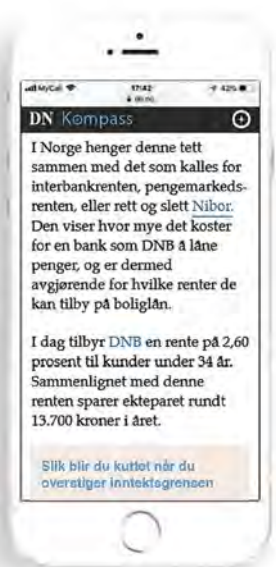 MyCall 17:42 42%
dn.no
DN Kompass
I Norge henger denne tett
sammen med det som kalles for
interbankrenten, pengemarkeds-
renten, eller rett og slett Nibor.
Den viser hvor mye det koster
for en bank som DNB å låne
penger, og er dermed
avgjørende for hvilke renter de
kan tilby på boliglån.
I dag tilbyr DNB en rente på 2,60
prosent til kunder under 34 år.
Sammenlignet med denne
renten sparer ekteparet rundt
13.700 kroner i året.
Slik blir du kuttet når du
overstiger inntektsgrensen